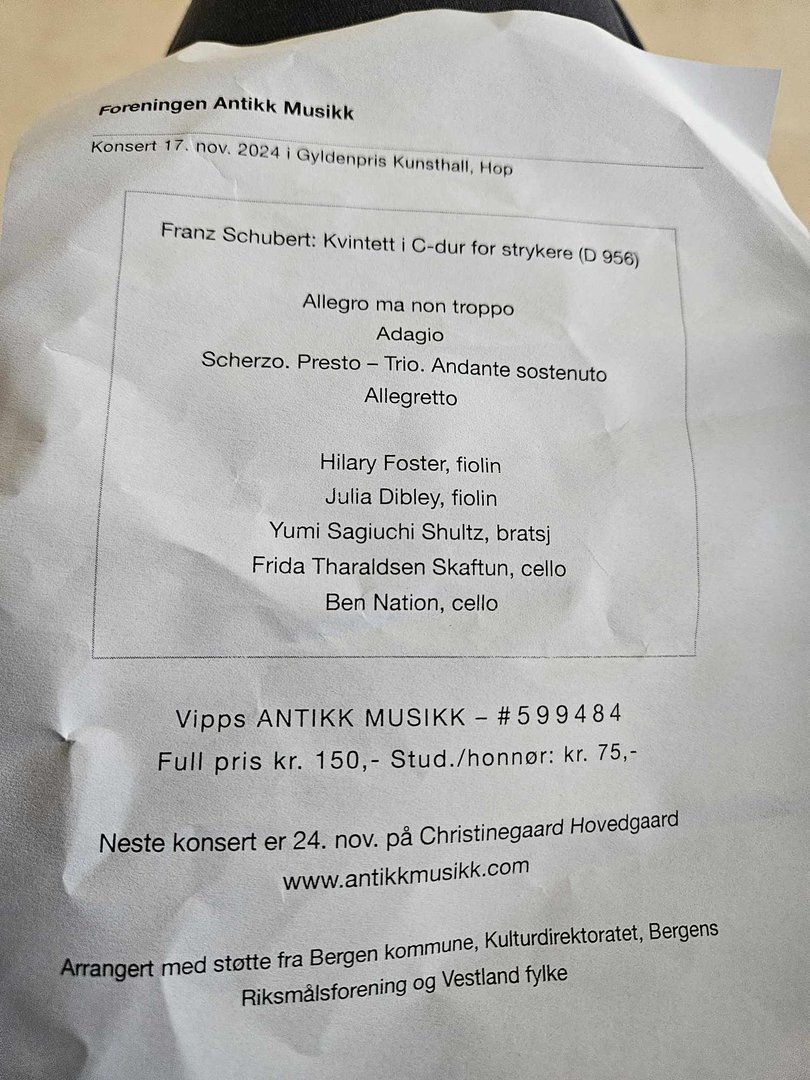 Foreningen Antikk Musikk
Konsert 17. nov. 2024 i Gyldenpris Kunsthall, Hop
Franz Schubert: Kvintett i C-dur for strykere (D 956)
Allegro ma non troppo
Adagio
Scherzo. Presto – Trio. Andante sostenuto
Allegretto
Hilary Foster, fiolin
Julia Dibley, fiolin
Yumi Sagiuchi Shultz, bratsj
Frida Tharaldsen Skaftun, cello
Ben Nation, cello
Vipps ANTIKK MUSIKK – #599484
Full pris kr. 150,- Stud./honnør: kr. 75,-
Neste konsert er 24. nov. på Christinegaard Hovedgaard
www.antikkmusikk.com
Arrangert med støtte fra Bergen kommune, Kulturdirektoratet, Bergens
Riksmålsforening og Vestland fylke